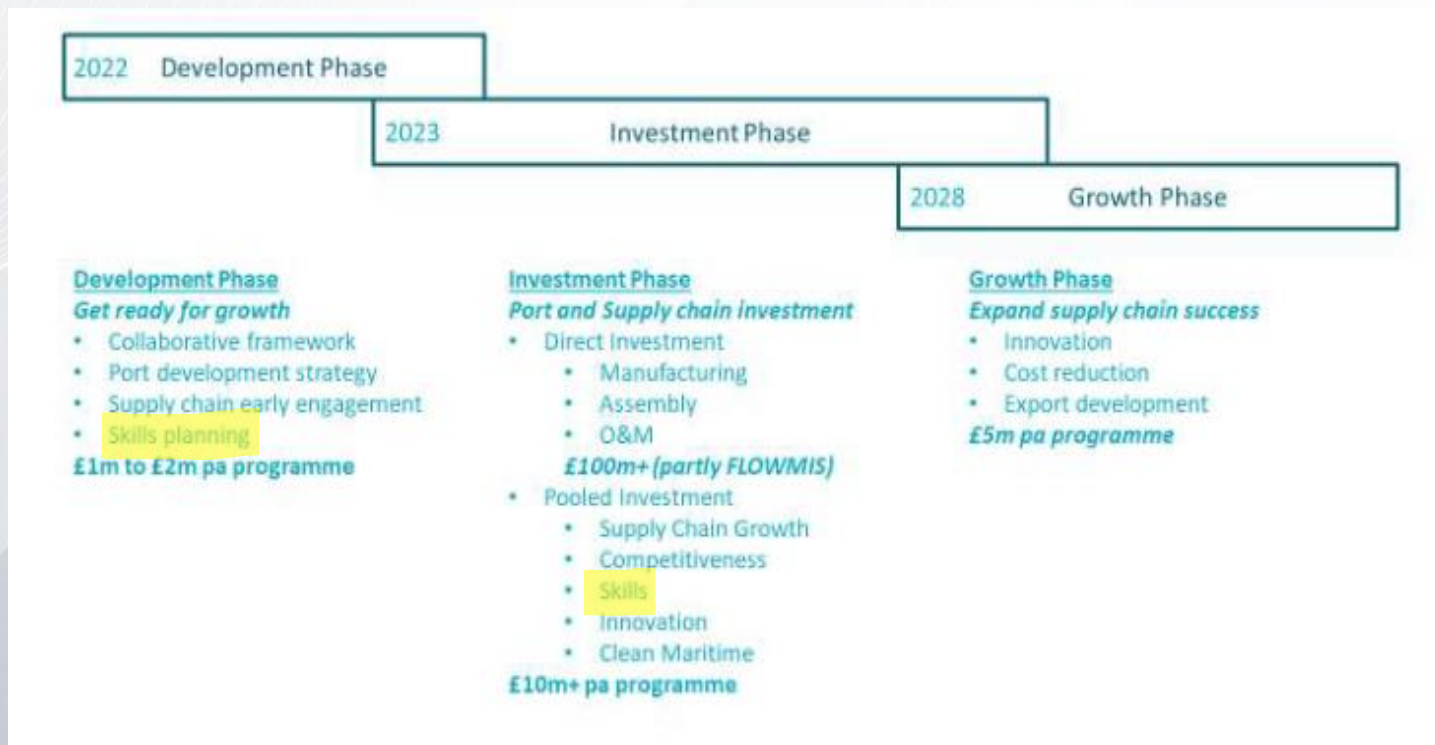 2022 Development Phase
2023 Investment Phase
2028 Growth Phase
Development Phase
Get ready for growth
• Collaborative framework
• Port development strategy
• Supply chain early engagement
• Skills planning
£1m to £2m pa programme
Investment Phase
Port and Supply chain investment
• Direct Investment
• Manufacturing
• Assembly
• O&M
£100m+ (partly FLOWMIS)
• Pooled Investment
• Supply Chain Growth
• Competitiveness
• Skills
• Innovation
• Clean Maritime
£10m+ pa programme
Growth Phase
Expand supply chain success
• Innovation
• Cost reduction
• Export development
£5m pa programme